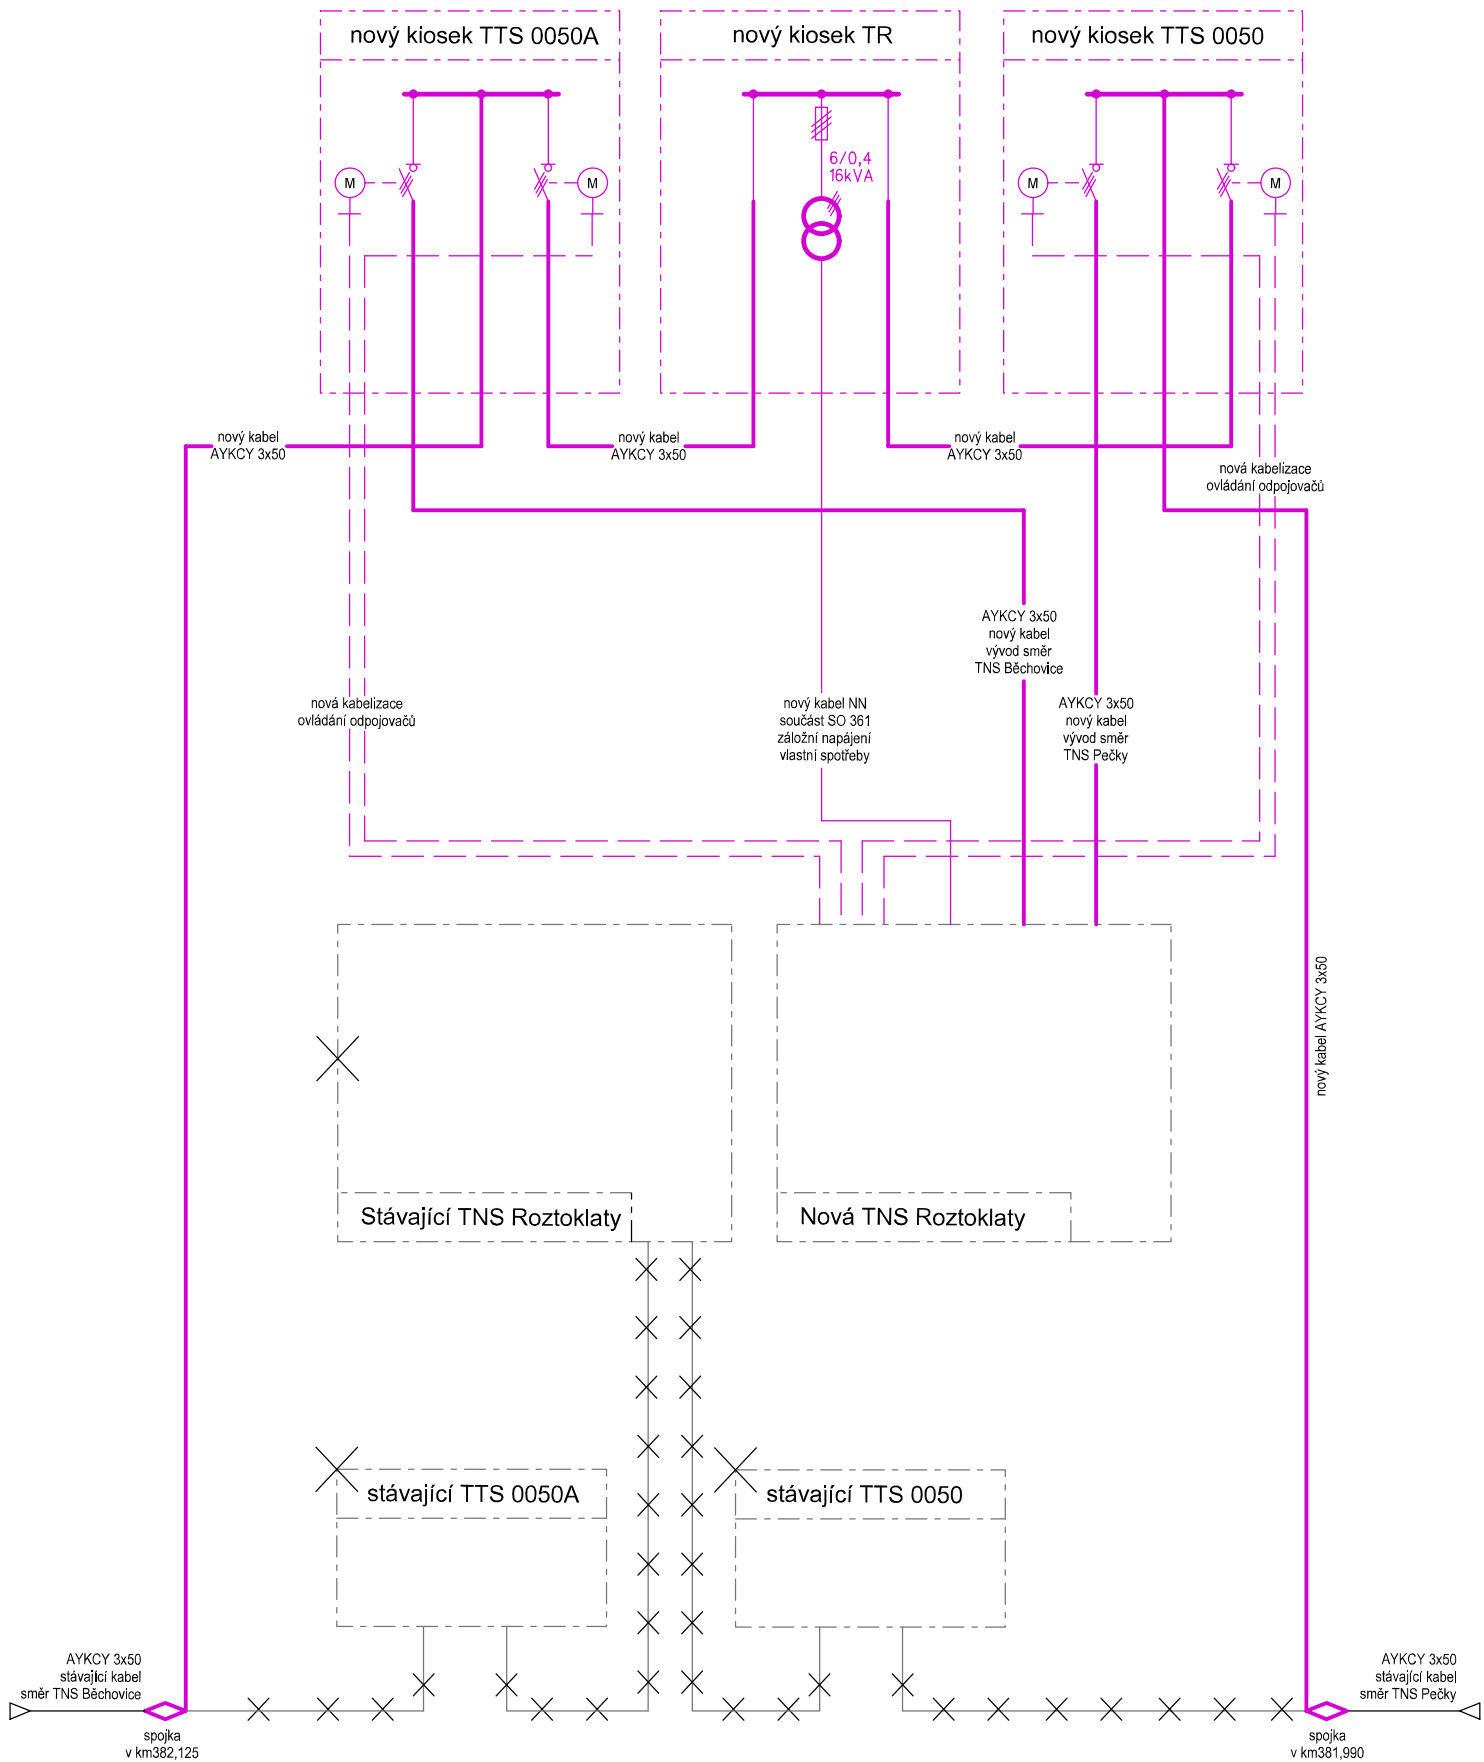 nový kiosek TTS 0050A
nový kiosek TR
nový kiosek TTS 0050
6/0,4
16kVA
M
M
M
M
nový kabel
AYKCY 3x50
nový kabel
AYKCY 3x50
nový kabel
AYKCY 3x50
nová kabelizace
ovládání odpojovačů
AYKCY 3x50
nový kabel
vývod směr
TNS Běchovice
nová kabelizace
ovládání odpojovačů
nový kabel NN
součást SO 361
záložní napájení
vlastní spotřeby
AYKCY 3x50
nový kabel
vývod směr
TNS Pečky
nový kabel AYKCY 3x50
Stávající TNS Roztoklaty
Nová TNS Roztoklaty
stávající TTS 0050A
stávající TTS 0050
AYKCY 3x50
stávající kabel
směr TNS Běchovice
spojka
v km382,125
AYKCY 3x50
stávající kabel
směr TNS Pečky
spojka
v km381,990